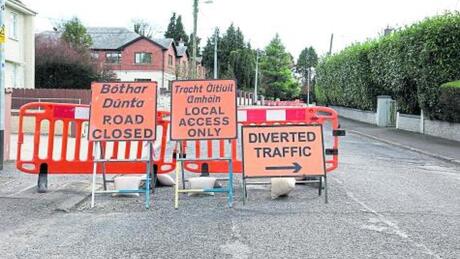 Bóthar
Dúnta
ROAD
CLOSED
Trácht Áitiúil
Amháin
LOCAL
ACCESS
ONLY
DIVERTED
TRAFFIC